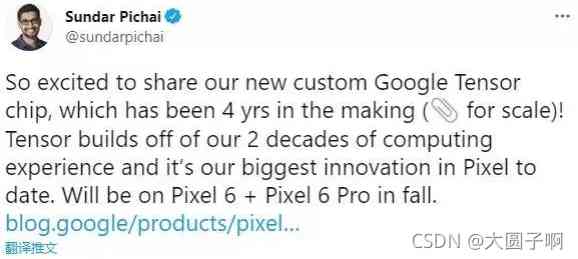 Sundar Pichai
@sundarpichai
So excited to share our new custom Google Tensor
chip, which has been 4 yrs in the making (📎 for scale)!
Tensor builds off of our 2 decades of computing
experience and it's our biggest innovation in Pixel to
date. Will be on Pixel 6 + Pixel 6 Pro in fall.
blog.google/products/pixel...
翻译推文
CSDN @大圆子啊